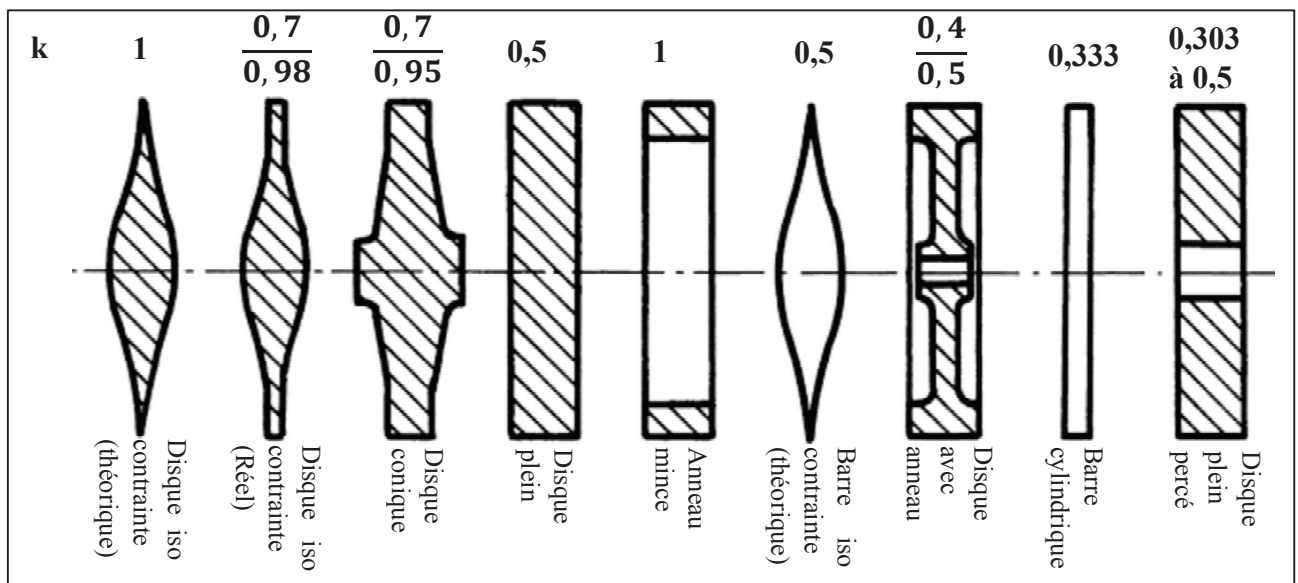 k
1
0,7
0,98
0,7
0,95
0,5
1
0,5
0,4
0,5
0,333
0,303
à 0,5
Disque iso
contrainte
(théorique)
Disque iso
contrainte
(Réel)
Disque
conique
Disque
plein
Anneau
mince
Barre iso
contrainte
(théorique)
Disque
avec
anneau
Barre
cylindrique
Disque
plein
percé